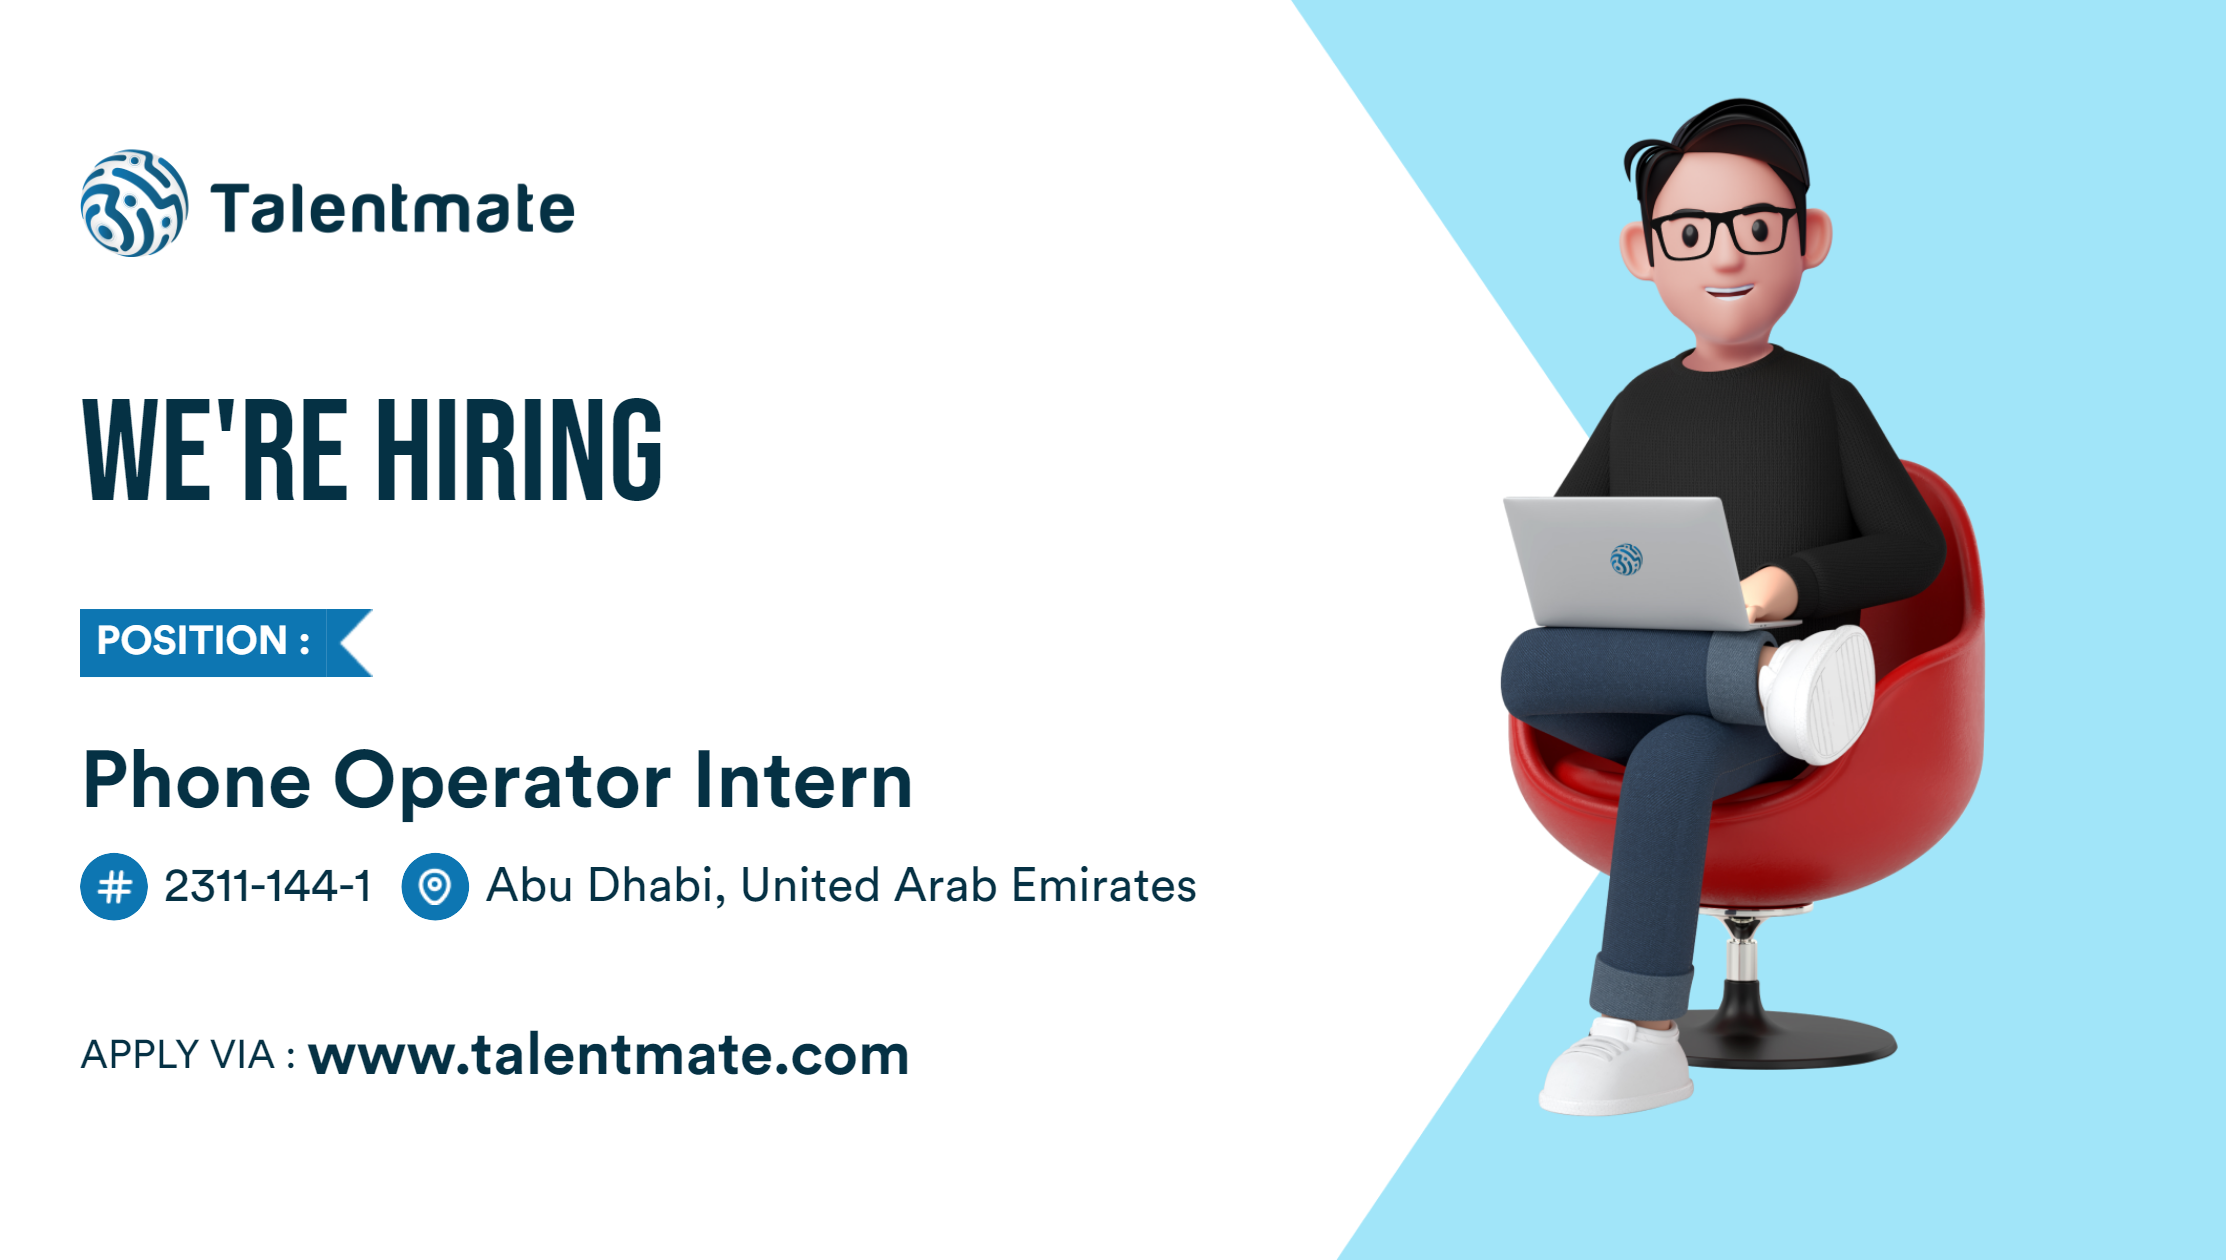 Talentmate
WE'RE HIRING
POSITION :
Phone Operator Intern
# 2311-144-1 Abu Dhabi, United Arab Emirates
APPLY VIA : www.talentmate.com